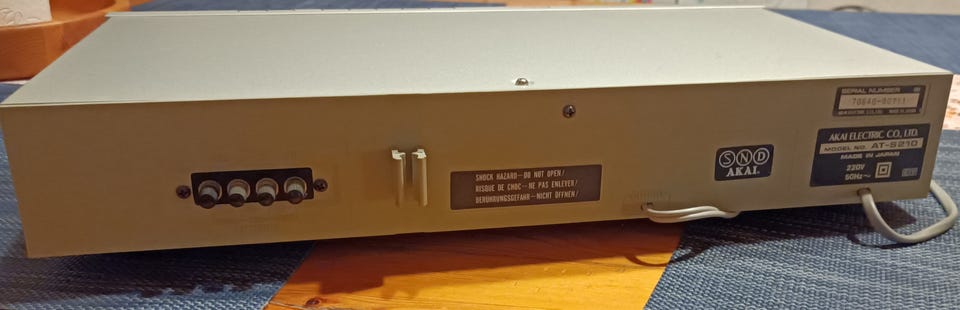 SERIAL NUMBER
AKAI ELECTRIC CO., LTD.
MODEL NO. AT-S210
MADE IN JAPAN
220V
50Hz~
SND
AKAI
SHOCK HAZARD—DO NOT OPEN/
RISQUE DE CHOC—NE PAS ENLEVER/
BERÜHRUNGSGEFAHR—NICHT ÖFFNEN/